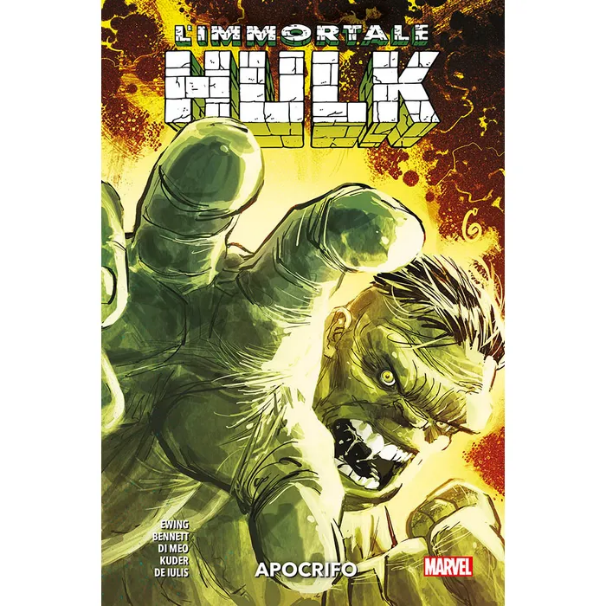 L'IMMORTALE
HULK
EWING
BENNETT
DI MEO
KUDER
DE IULIS
APOCRIFO
MARVEL